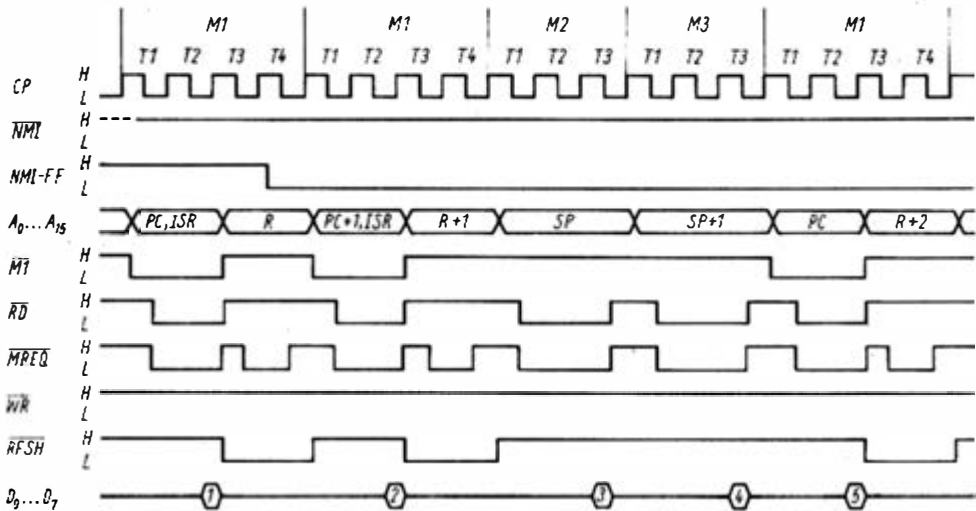 M1 M1 M2 M3 M1
T1 T2 T3 T4 T1 T2 T3 T4 T1 T2 T3 T1 T2 T3 T1 T2 T3 T4
CP H
L
NMI H
L
NMI-FF H
L
A0...A15 PC,ISR R PC+1,ISR R+1 SP SP+1 PC R+2
M1 H
L
RD H
L
MREQ H
L
WR H
L
RFSH H
L
D0...D7 1 2 3 4 5